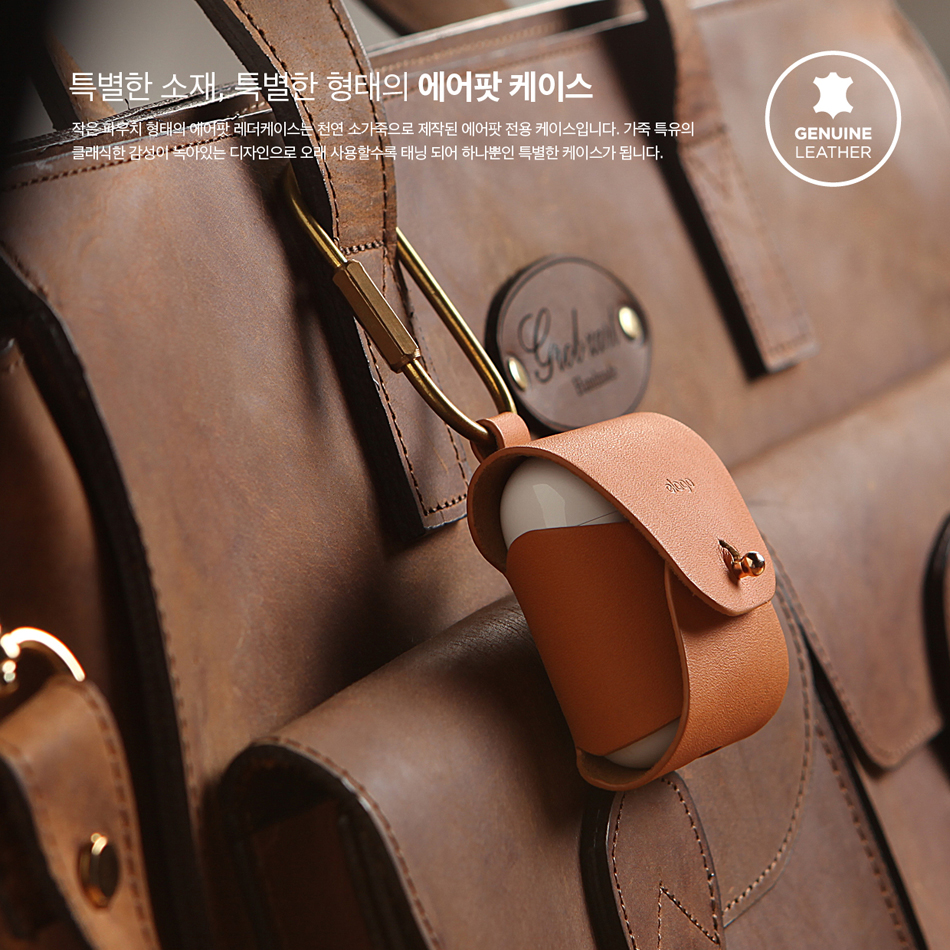 특별한 소재, 특별한 형태의 에어팟 케이스
작은 파우치 형태의 에어팟 레더케이스는 천연 소가죽으로 제작된 에어팟 전용 케이스입니다. 가죽 특유의
클래식한 감성이 녹아있는 디자인으로 오래 사용할수록 태닝 되어 하나뿐인 특별한 케이스가 됩니다.
GENUINE
LEATHER
elago